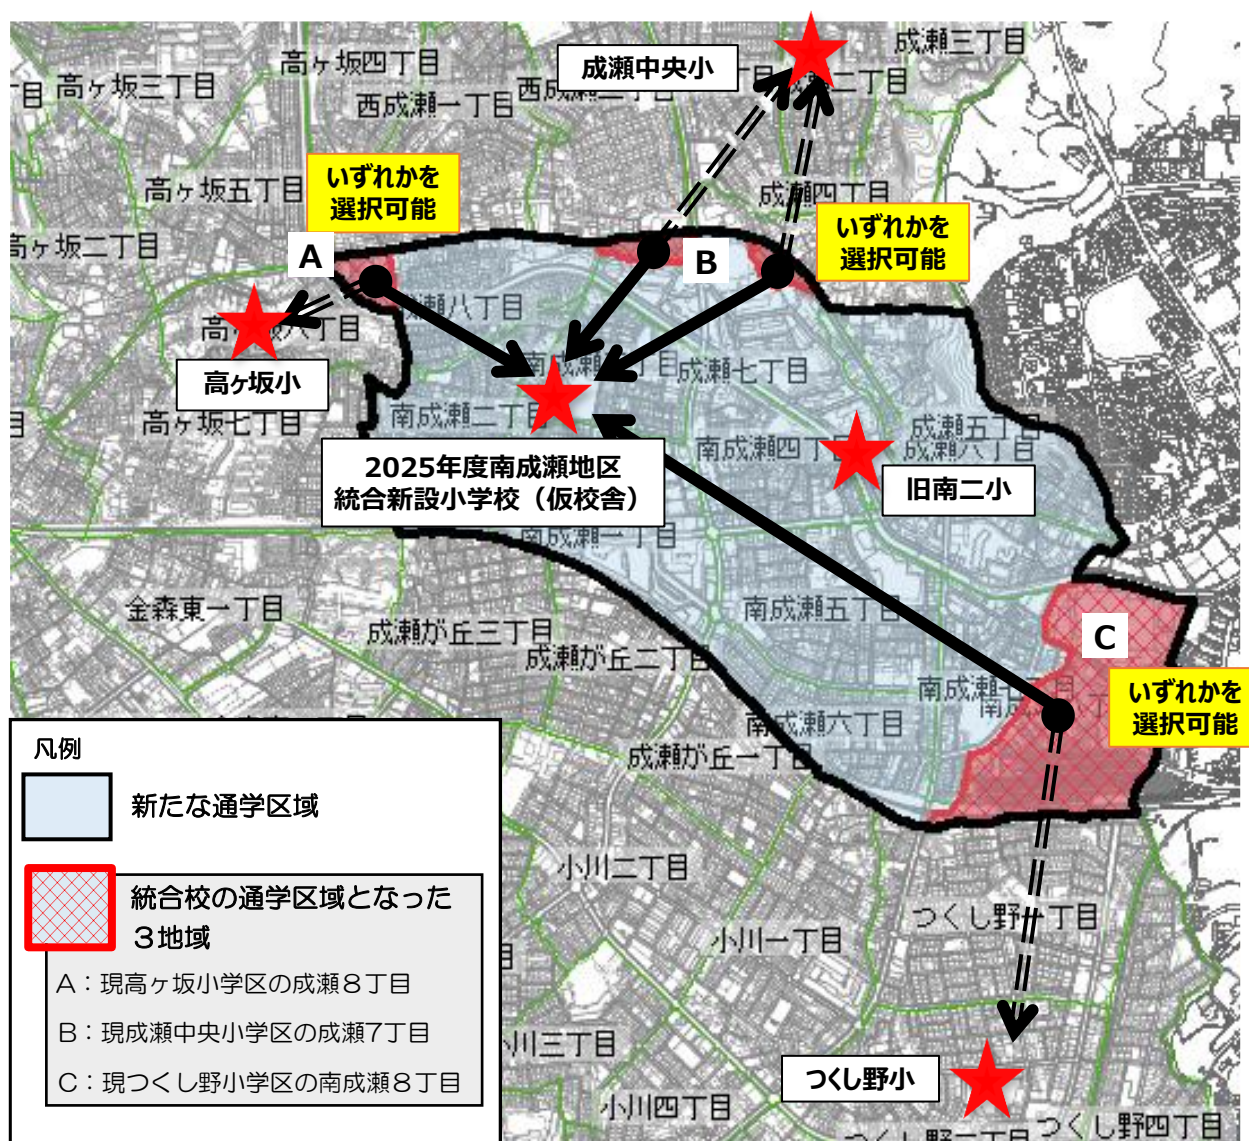 成瀬三丁目
成瀬中央小
高ヶ坂四丁目
高ヶ坂三丁目
西成瀬一丁目
二丁目
いずれかを
選択可能
高ヶ坂五丁目
成瀬四丁目
いずれかを
選択可能
高ヶ坂二丁目
A
B
高ヶ坂小
成瀬七丁目
高ヶ坂七丁目
南成瀬二丁目
南成瀬四丁目
成瀬五丁目
成瀬六丁目
2025年度南成瀬地区
統合新設小学校（仮校舎）
旧南二小
南成瀬一丁目
金森東一丁目
南成瀬五丁目
成瀬が丘三丁目
成瀬が丘二丁目
C
いずれかを
選択可能
南成瀬六丁目
成瀬が丘一丁目
凡例
新たな通学区域
統合校の通学区域となった
３地域
A：現高ヶ坂小学区の成瀬８丁目
B：現成瀬中央小学区の成瀬7丁目
C：現つくし野小学区の南成瀬８丁目
小川二丁目
つくし野一丁目
小川一丁目
小川三丁目
つくし野小
小川四丁目
つくし野四丁目